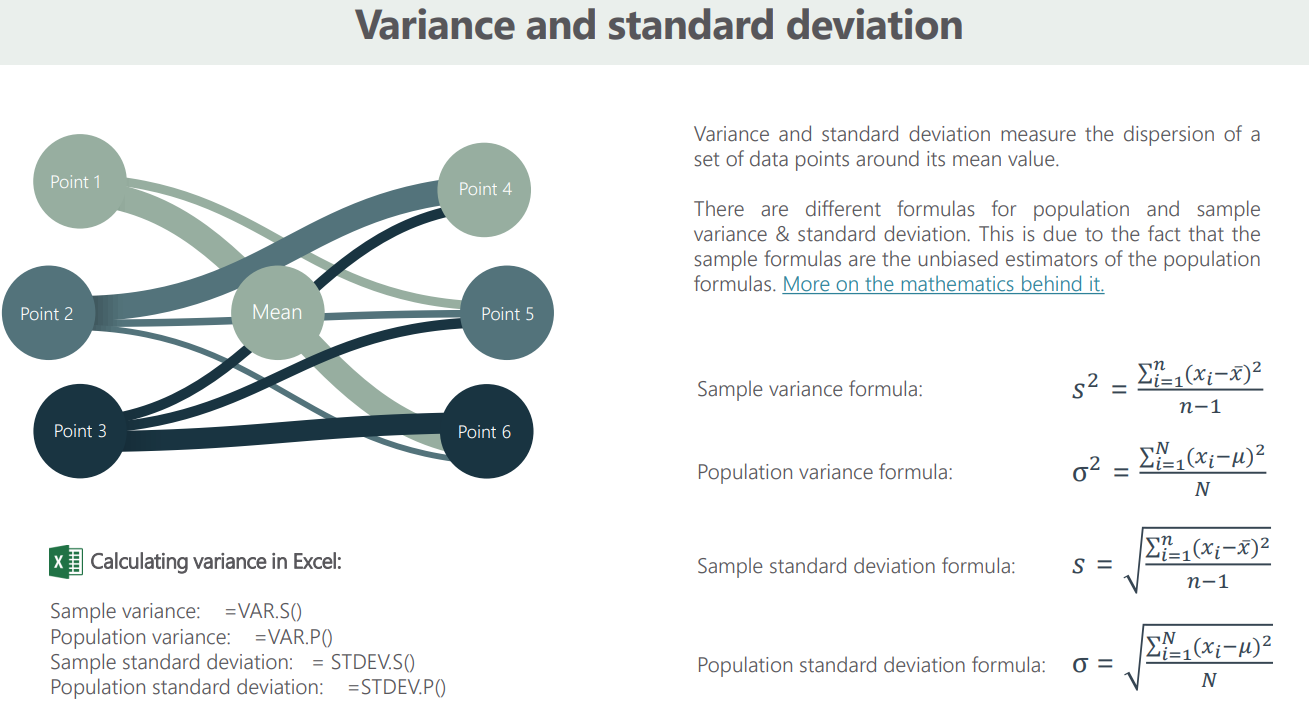 Variance and standard deviation
Point 1
Point 2
Point 3
Mean
Point 4
Point 5
Point 6
Variance and standard deviation measure the dispersion of a
set of data points around its mean value.
There are different formulas for population and sample
variance & standard deviation. This is due to the fact that the
sample formulas are the unbiased estimators of the population
formulas. More on the mathematics behind it.
Sample variance formula: s² = ∑ⁿᵢ₌₁(xᵢ−x̄)² / n−1
Population variance formula: σ² = ∑ᴺᵢ₌₁(xᵢ−μ)² / N
Sample standard deviation formula: s = √(∑ⁿᵢ₌₁(xᵢ−x̄)² / n−1)
Population standard deviation formula: σ = √(∑ᴺᵢ₌₁(xᵢ−μ)² / N)
X Calculating variance in Excel:
Sample variance: =VAR.S()
Population variance: =VAR.P()
Sample standard deviation: = STDEV.S()
Population standard deviation: =STDEV.P()